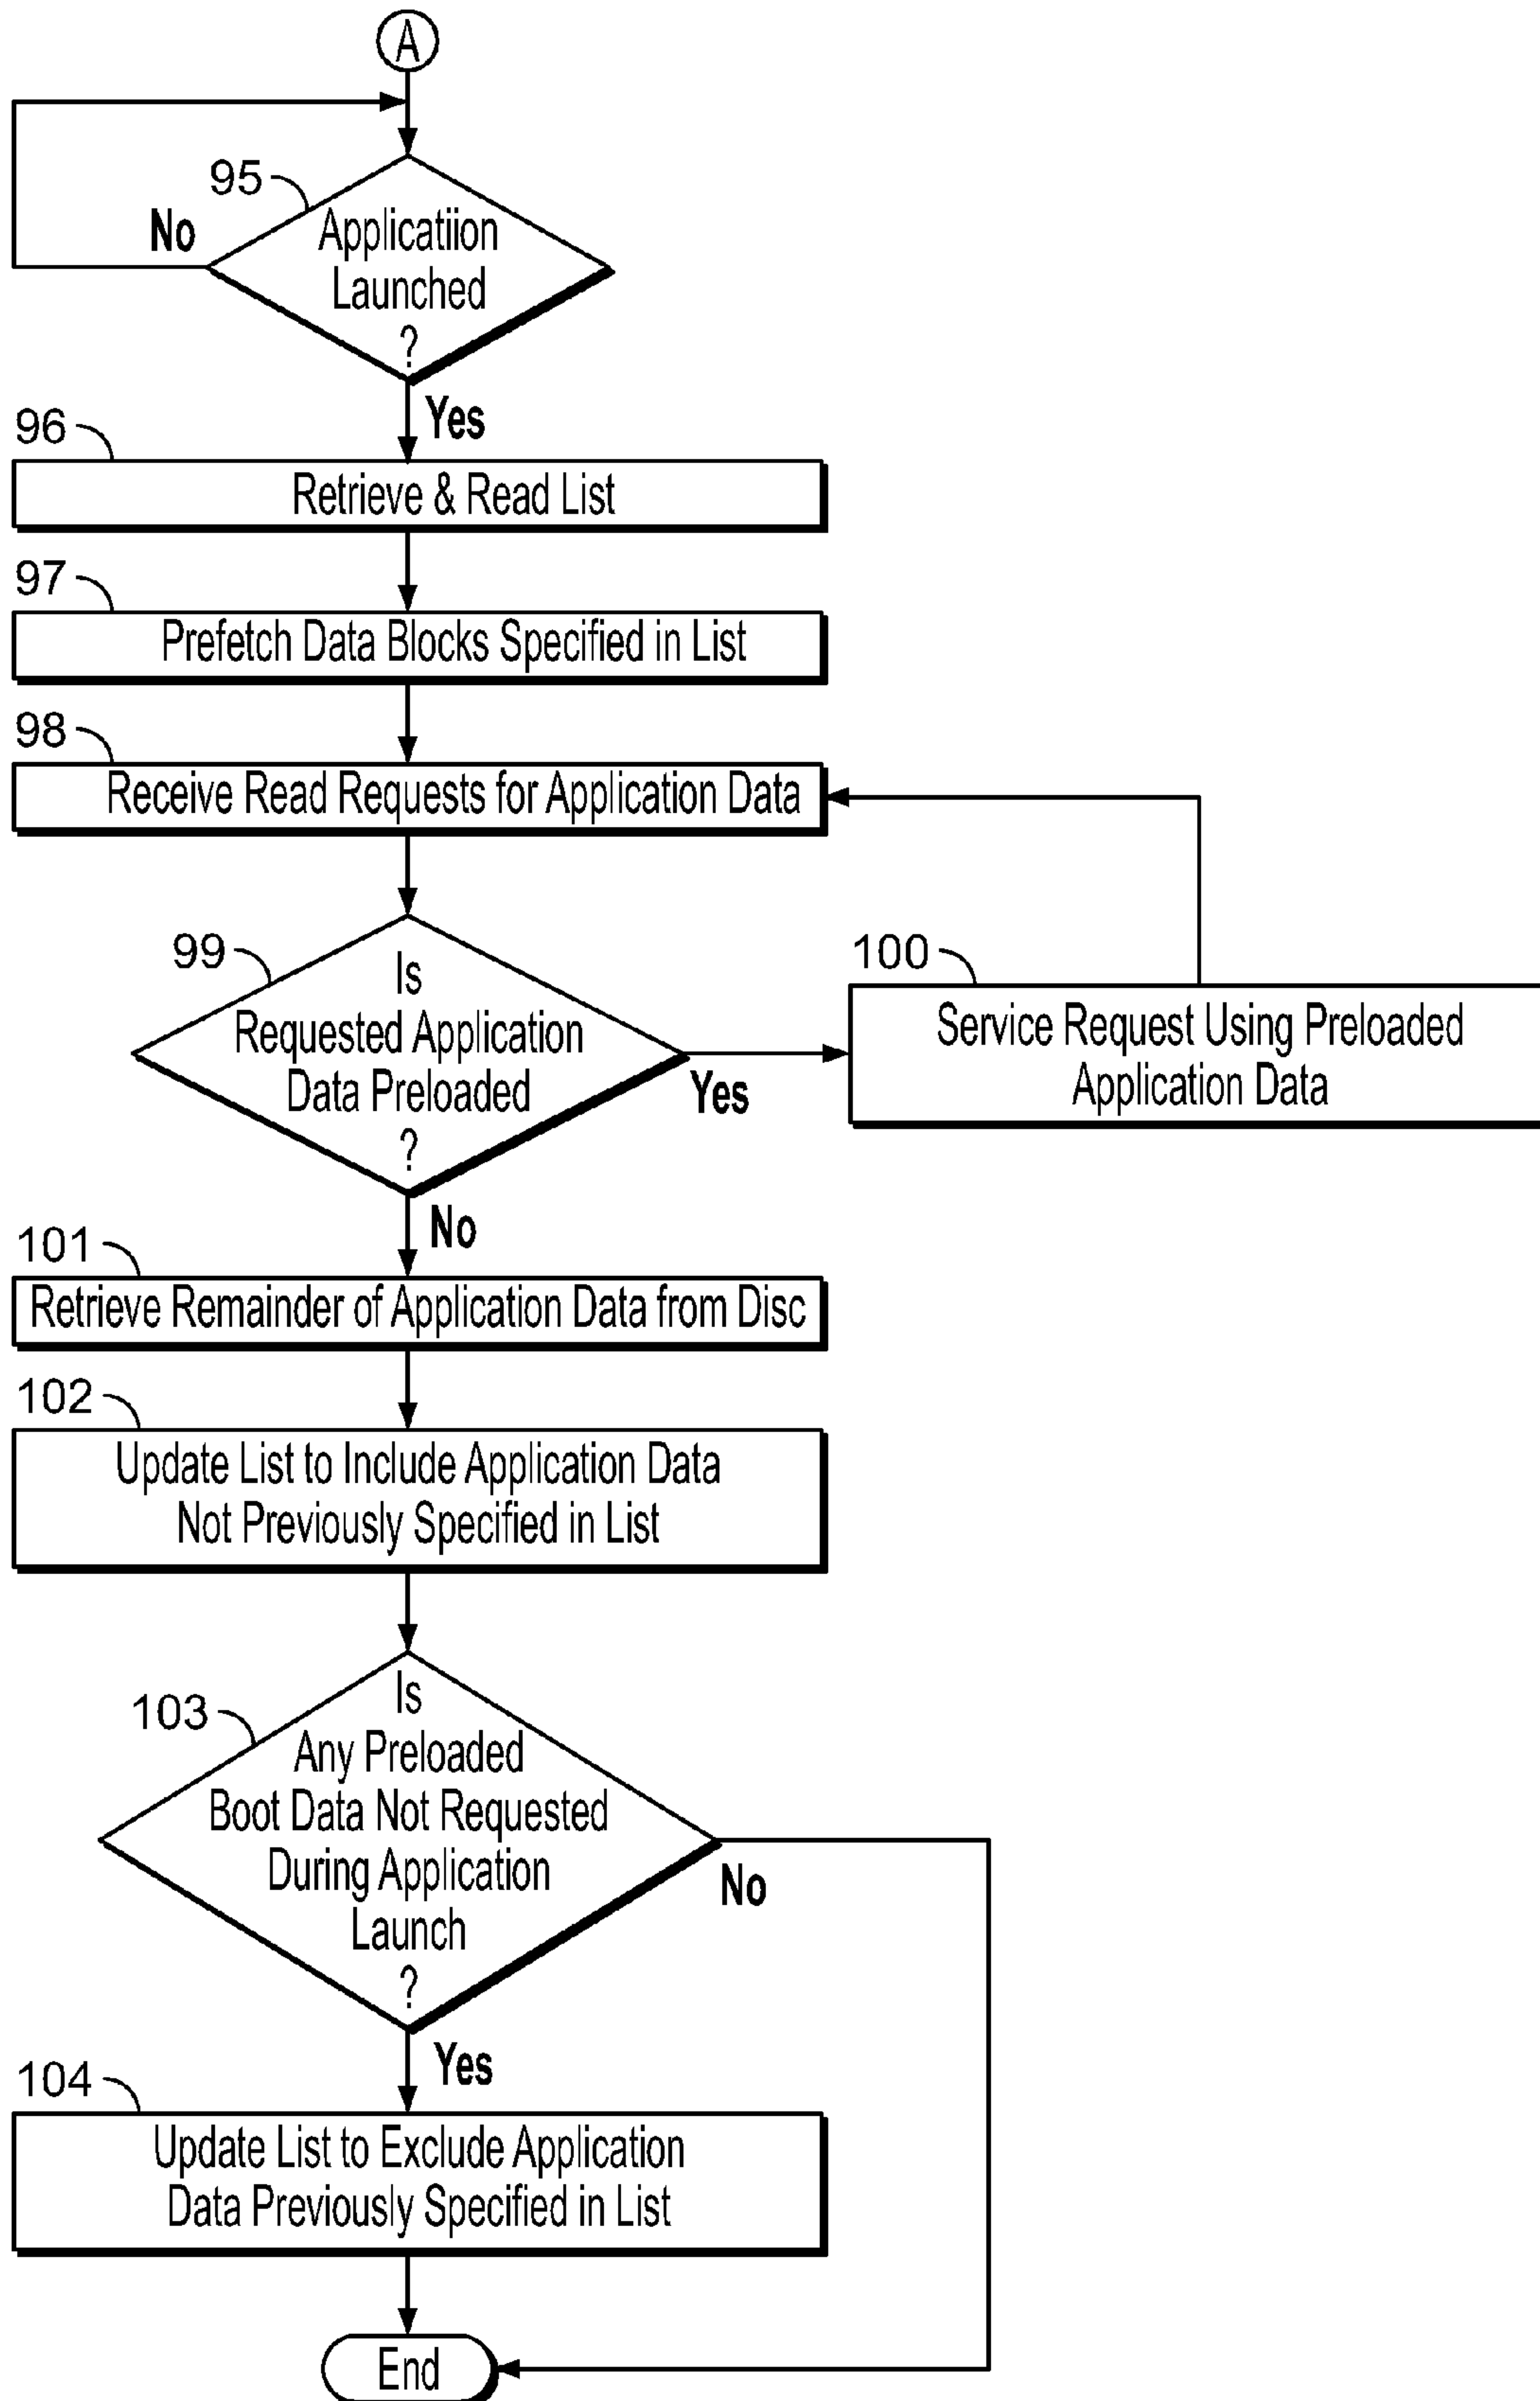 A
95
No
Applicatiion
Launched
?
Yes
96
Retrieve & Read List
97
Prefetch Data Blocks Specified in List
98
Receive Read Requests for Application Data
99
Is
Requested Application
Data Preloaded
?
Yes
100
Service Request Using Preloaded
Application Data
No
101
Retrieve Remainder of Application Data from Disc
102
Update List to Include Application Data
Not Previously Specified in List
103
Is
Any Preloaded
Boot Data Not Requested
During Application
Launch
?
No
Yes
104
Update List to Exclude Application
Data Previously Specified in List
End